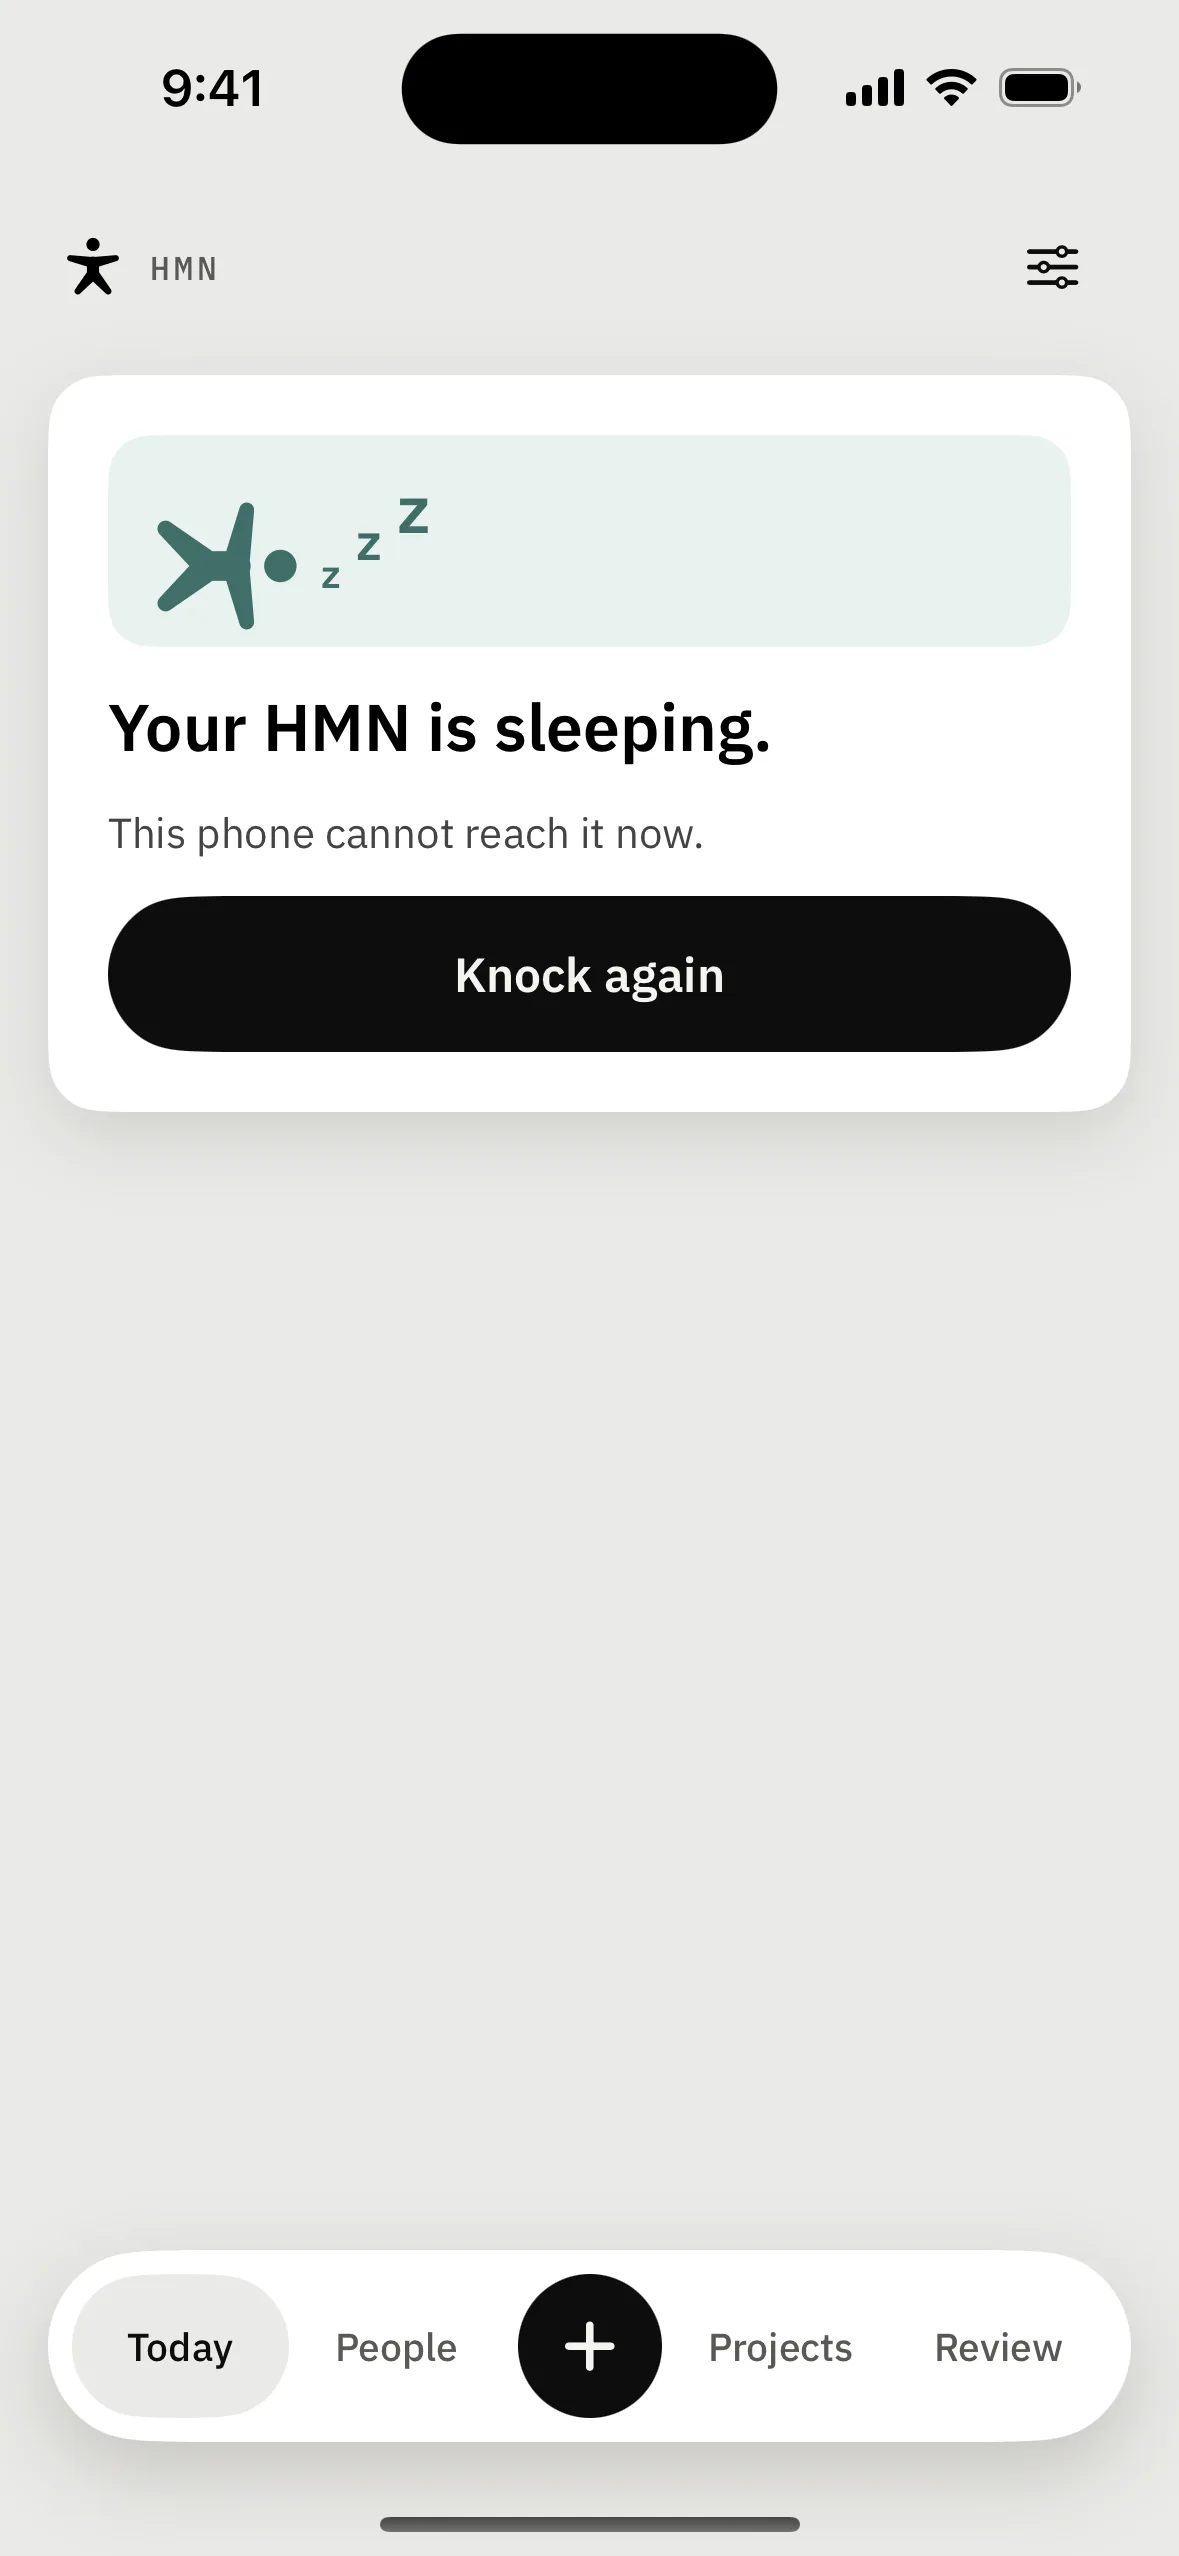 9:41
HMN
z z z
Your HMN is sleeping.
This phone cannot reach it now.
Knock again
Today People Projects Review